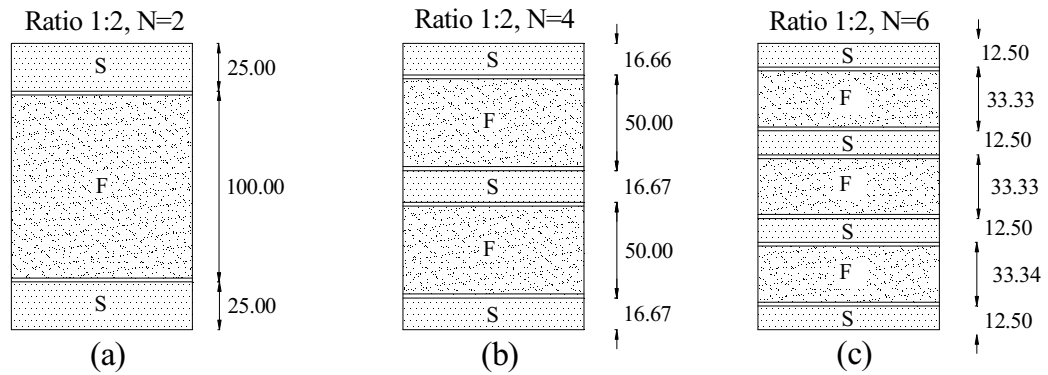 Ratio 1:2, N=2
S
F
S
25.00
100.00
25.00
(a)
Ratio 1:2, N=4
S
F
S
F
S
16.66
50.00
16.67
50.00
16.67
(b)
Ratio 1:2, N=6
S
F
S
F
S
F
S
12.50
33.33
12.50
33.33
12.50
33.34
12.50
(c)